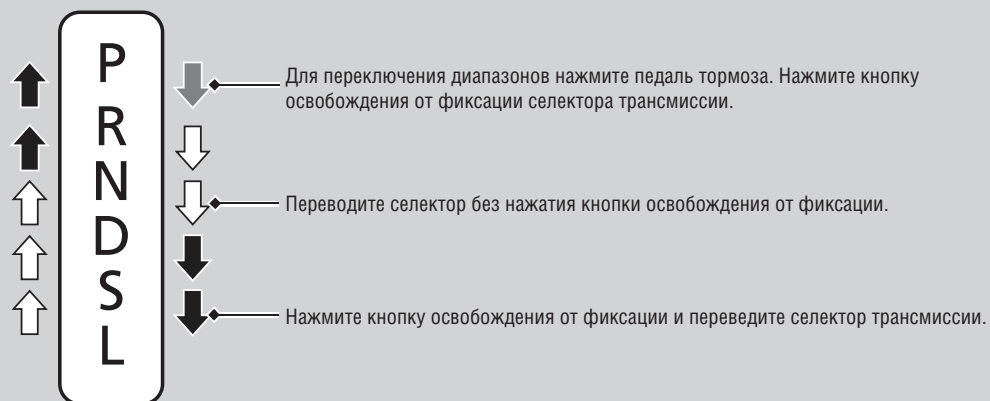 P
Для переключения диапазонов нажмите педаль тормоза. Нажмите кнопку
освобождения от фиксации селектора трансмиссии.
R
N
Переводите селектор без нажатия кнопки освобождения от фиксации.
D
S
Нажмите кнопку освобождения от фиксации и переведите селектор трансмиссии.
L